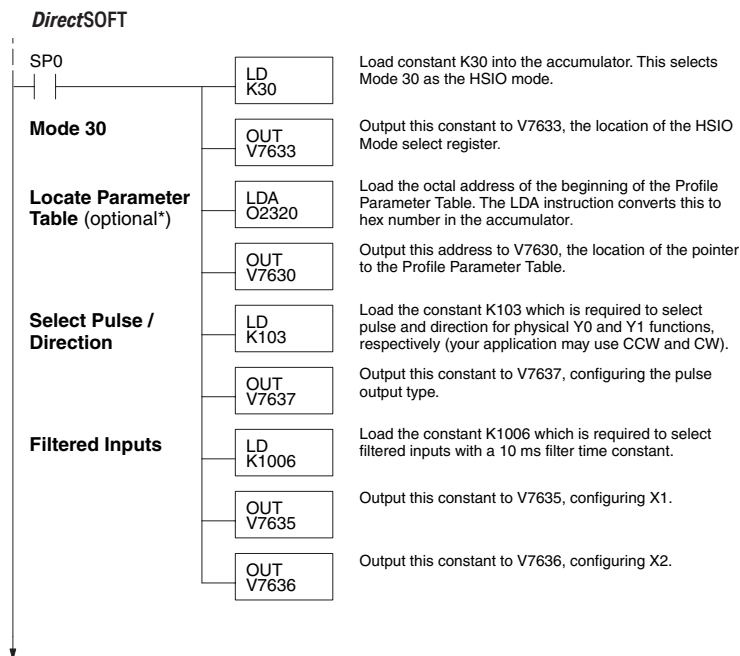 DirectSOFT
SP0
LD
K30
Load constant K30 into the accumulator. This selects
Mode 30 as the HSIO mode.
Mode 30
OUT
V7633
Output this constant to V7633, the location of the HSIO
Mode select register.
Locate Parameter
Table (optional*)
LDA
O2320
Load the octal address of the beginning of the Profile
Parameter Table. The LDA instruction converts this to
hex number in the accumulator.
OUT
V7630
Output this address to V7630, the location of the pointer
to the Profile Parameter Table.
Select Pulse /
Direction
LD
K103
Load the constant K103 which is required to select
pulse and direction for physical Y0 and Y1 functions,
respectively (your application may use CCW and CW).
OUT
V7637
Output this constant to V7637, configuring the pulse
output type.
Filtered Inputs
LD
K1006
Load the constant K1006 which is required to select
filtered inputs with a 10 ms filter time constant.
OUT
V7635
Output this constant to V7635, configuring X1.
OUT
V7636
Output this constant to V7636, configuring X2.